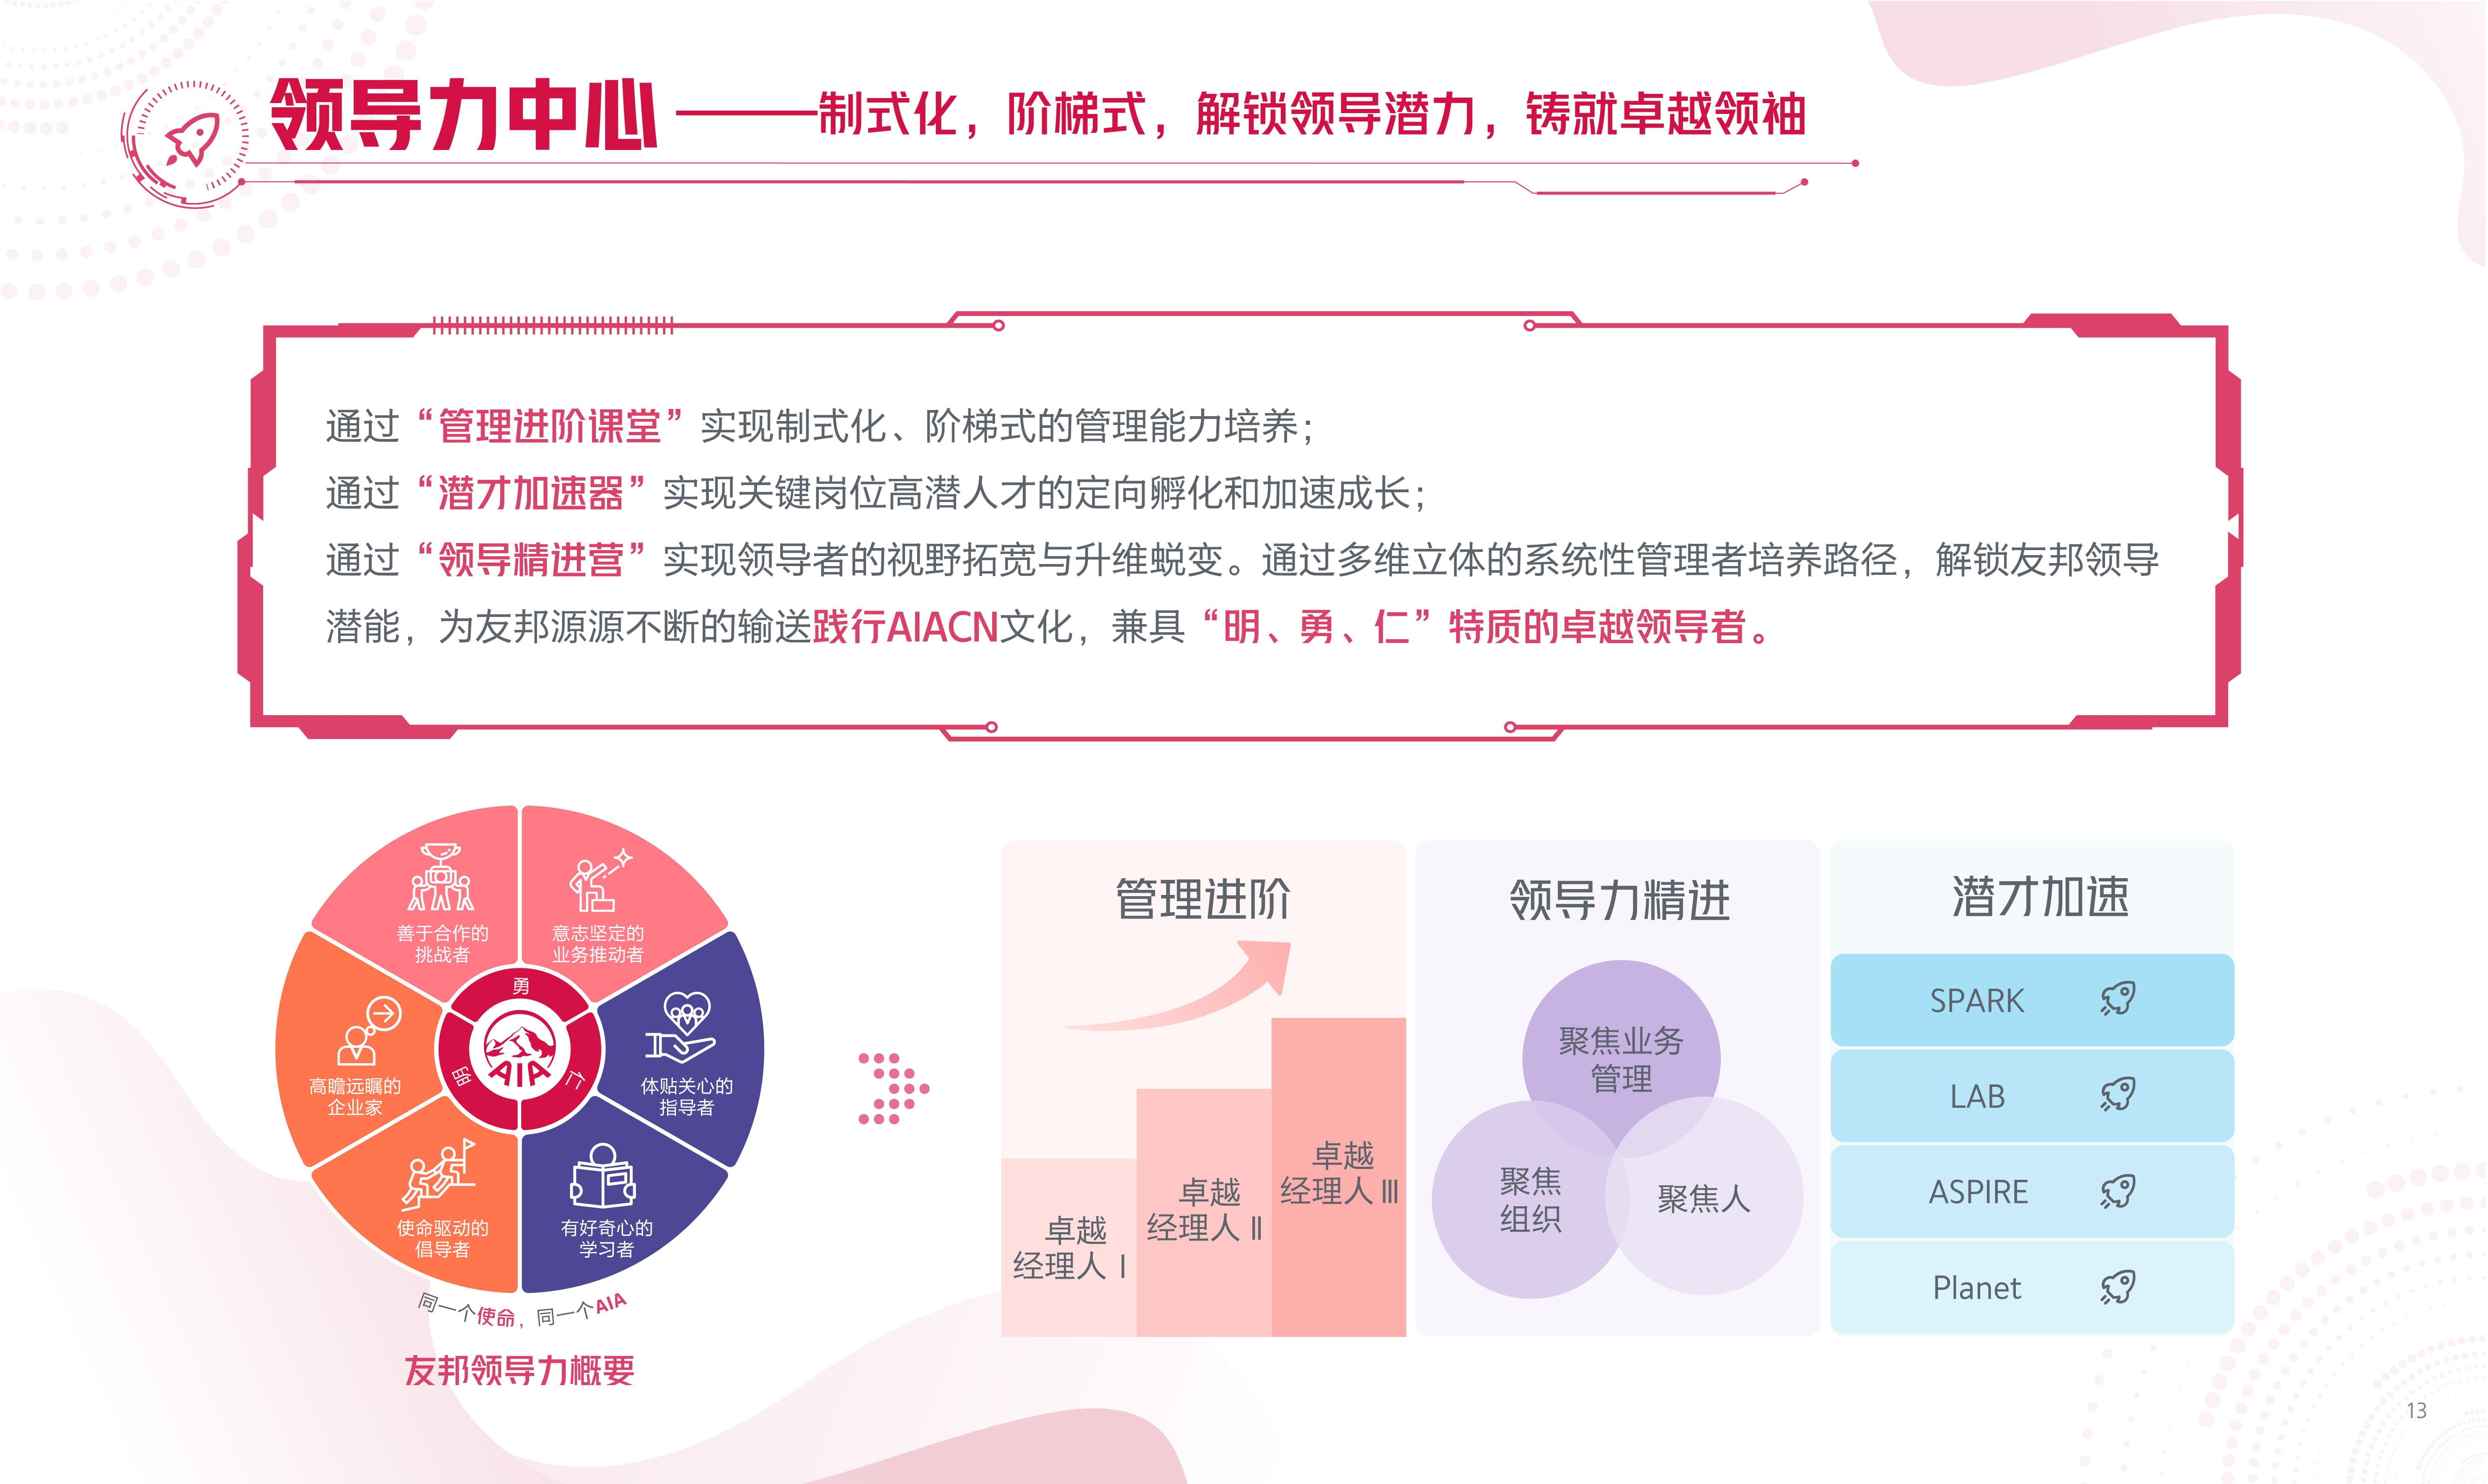 领导力中心——制式化，阶梯式，解锁领导潜力，铸就卓越领袖
通过“管理进阶课堂”实现制式化、阶梯式的管理能力培养；
通过“潜才加速器”实现关键岗位高潜人才的定向孵化和加速成长；
通过“领导精进营”实现领导者的视野拓宽与升维蜕变。通过多维立体的系统性管理者培养路径，解锁友邦领导
潜能，为友邦源源不断的输送践行AIACN文化，兼具“明、勇、仁”特质的卓越领导者。
善于合作的
挑战者
意志坚定的
业务推动者
高瞻远瞩的
企业家
体贴关心的
指导者
使命驱动的
倡导者
有好奇心的
学习者
勇
明
仁
AIA
同一个使命，同一个AIA
友邦领导力概要
管理进阶
卓越
经理人 I
卓越
经理人 II
卓越
经理人 III
领导力精进
聚焦业务
管理
聚焦
组织
聚焦人
潜才加速
SPARK
LAB
ASPIRE
Planet
13